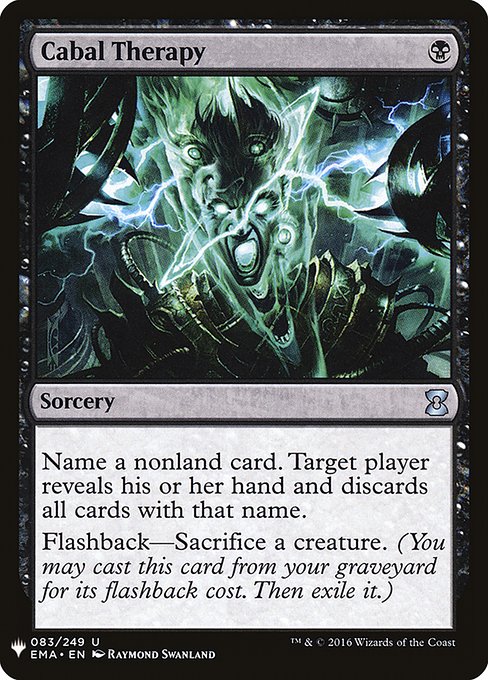 Cabal Therapy
Sorcery
Name a nonland card. Target player
reveals his or her hand and discards
all cards with that name.
Flashback—Sacrifice a creature. (You
may cast this card from your graveyard
for its flashback cost. Then exile it.)
083/249 U
EMA • EN Raymond Swanland
™ & © 2016 Wizards of the Coast